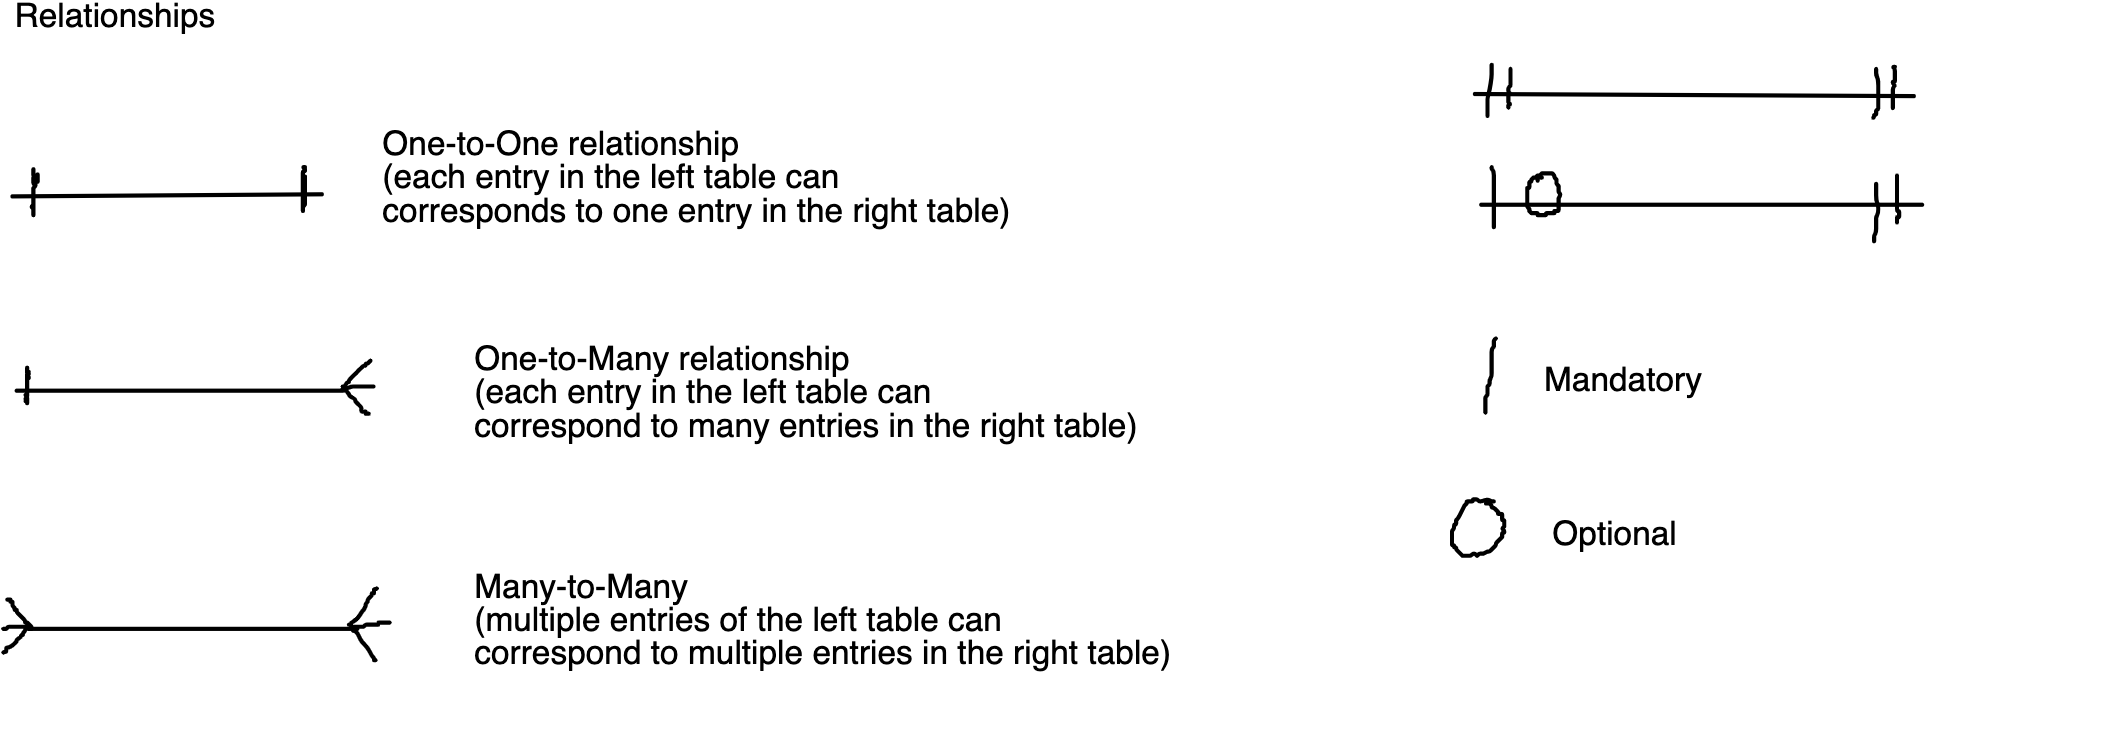 Relationships
One-to-One relationship
(each entry in the left table can
corresponds to one entry in the right table)
One-to-Many relationship
(each entry in the left table can
correspond to many entries in the right table)
Many-to-Many
(multiple entries of the left table can
correspond to multiple entries in the right table)
Mandatory
Optional